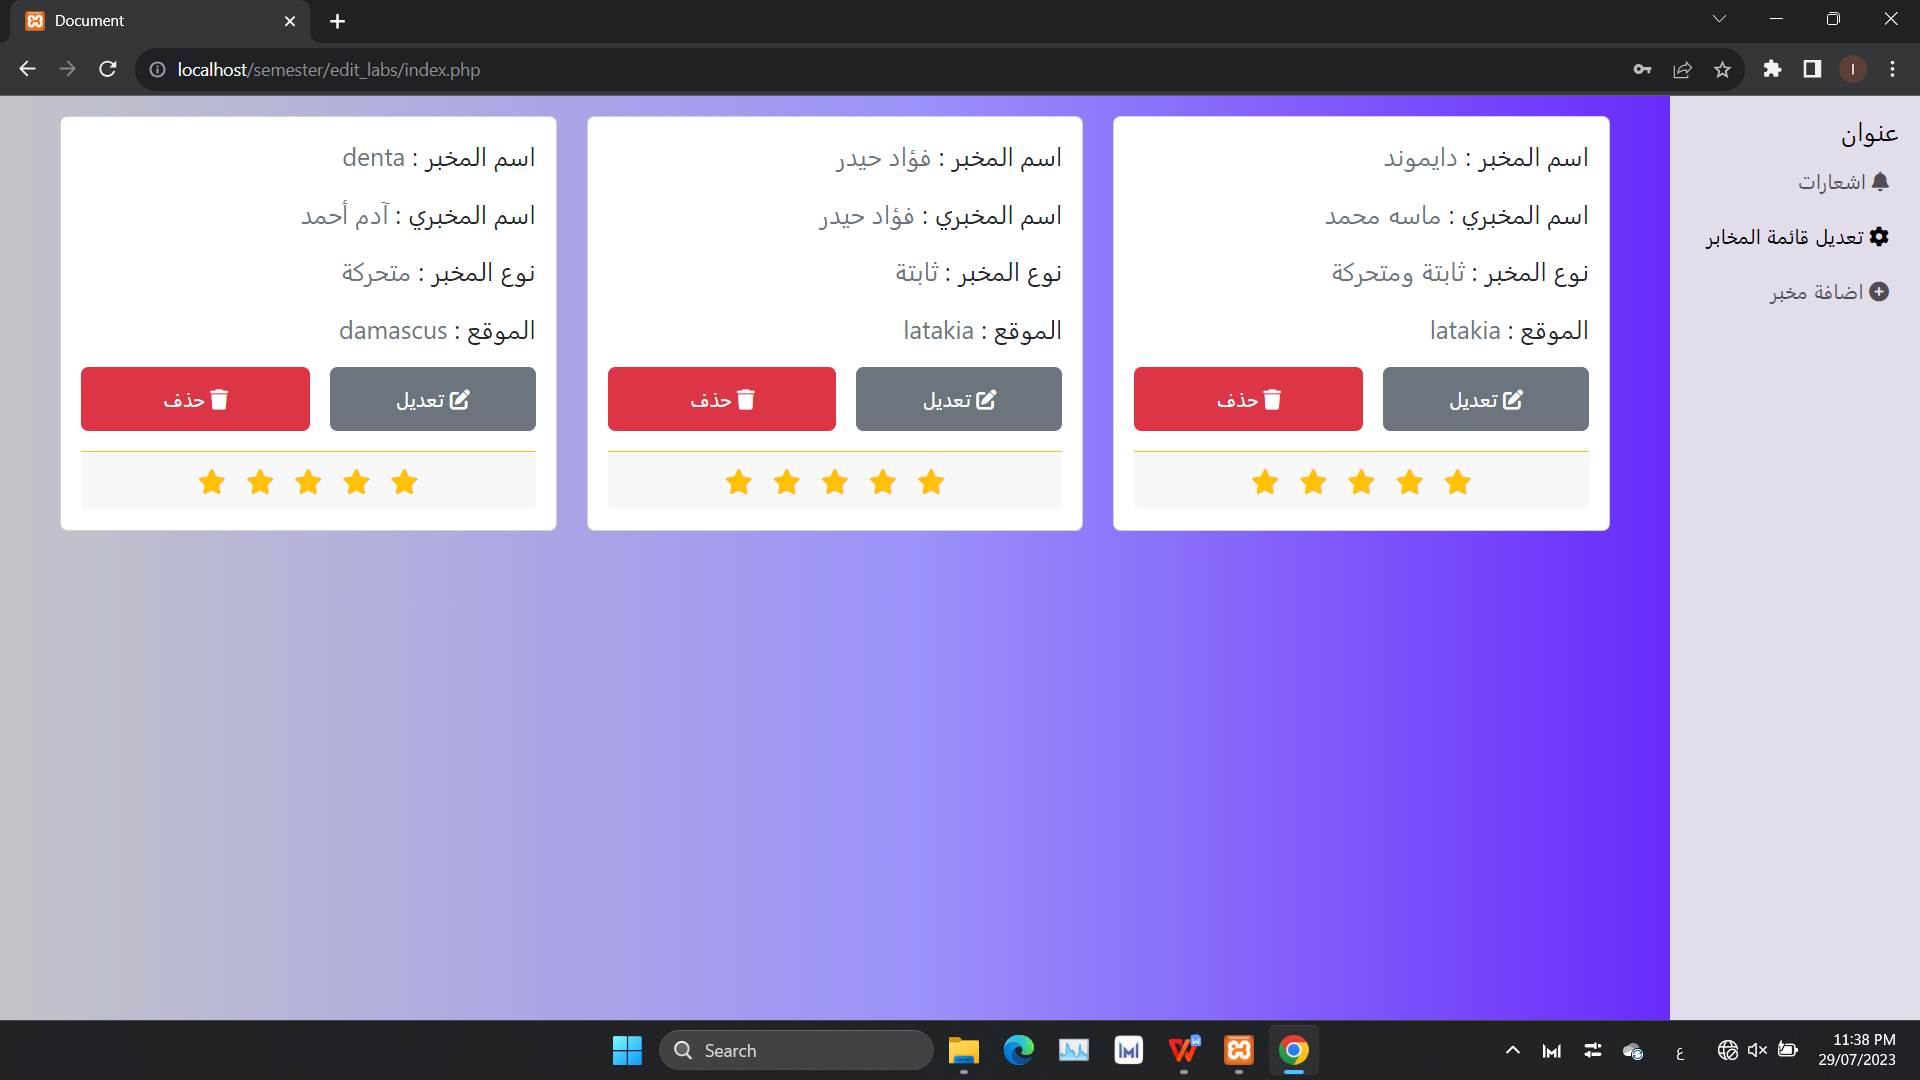 Document
localhost/semester/edit_labs/index.php
I
عنوان
اشعارات
تعديل قائمة المخابر
اضافة مخبر
اسم المخبر : دايموند
اسم المخبري : ماسه محمد
نوع المخبر : ثابتة ومتحركة
الموقع : latakia
تعديل
حذف
اسم المخبر : فؤاد حيدر
اسم المخبري : فؤاد حيدر
نوع المخبر : ثابتة
الموقع : latakia
تعديل
حذف
اسم المخبر : denta
اسم المخبري : آدم أحمد
نوع المخبر : متحركة
الموقع : damascus
تعديل
حذف
Search
ع
11:38 PM
29/07/2023